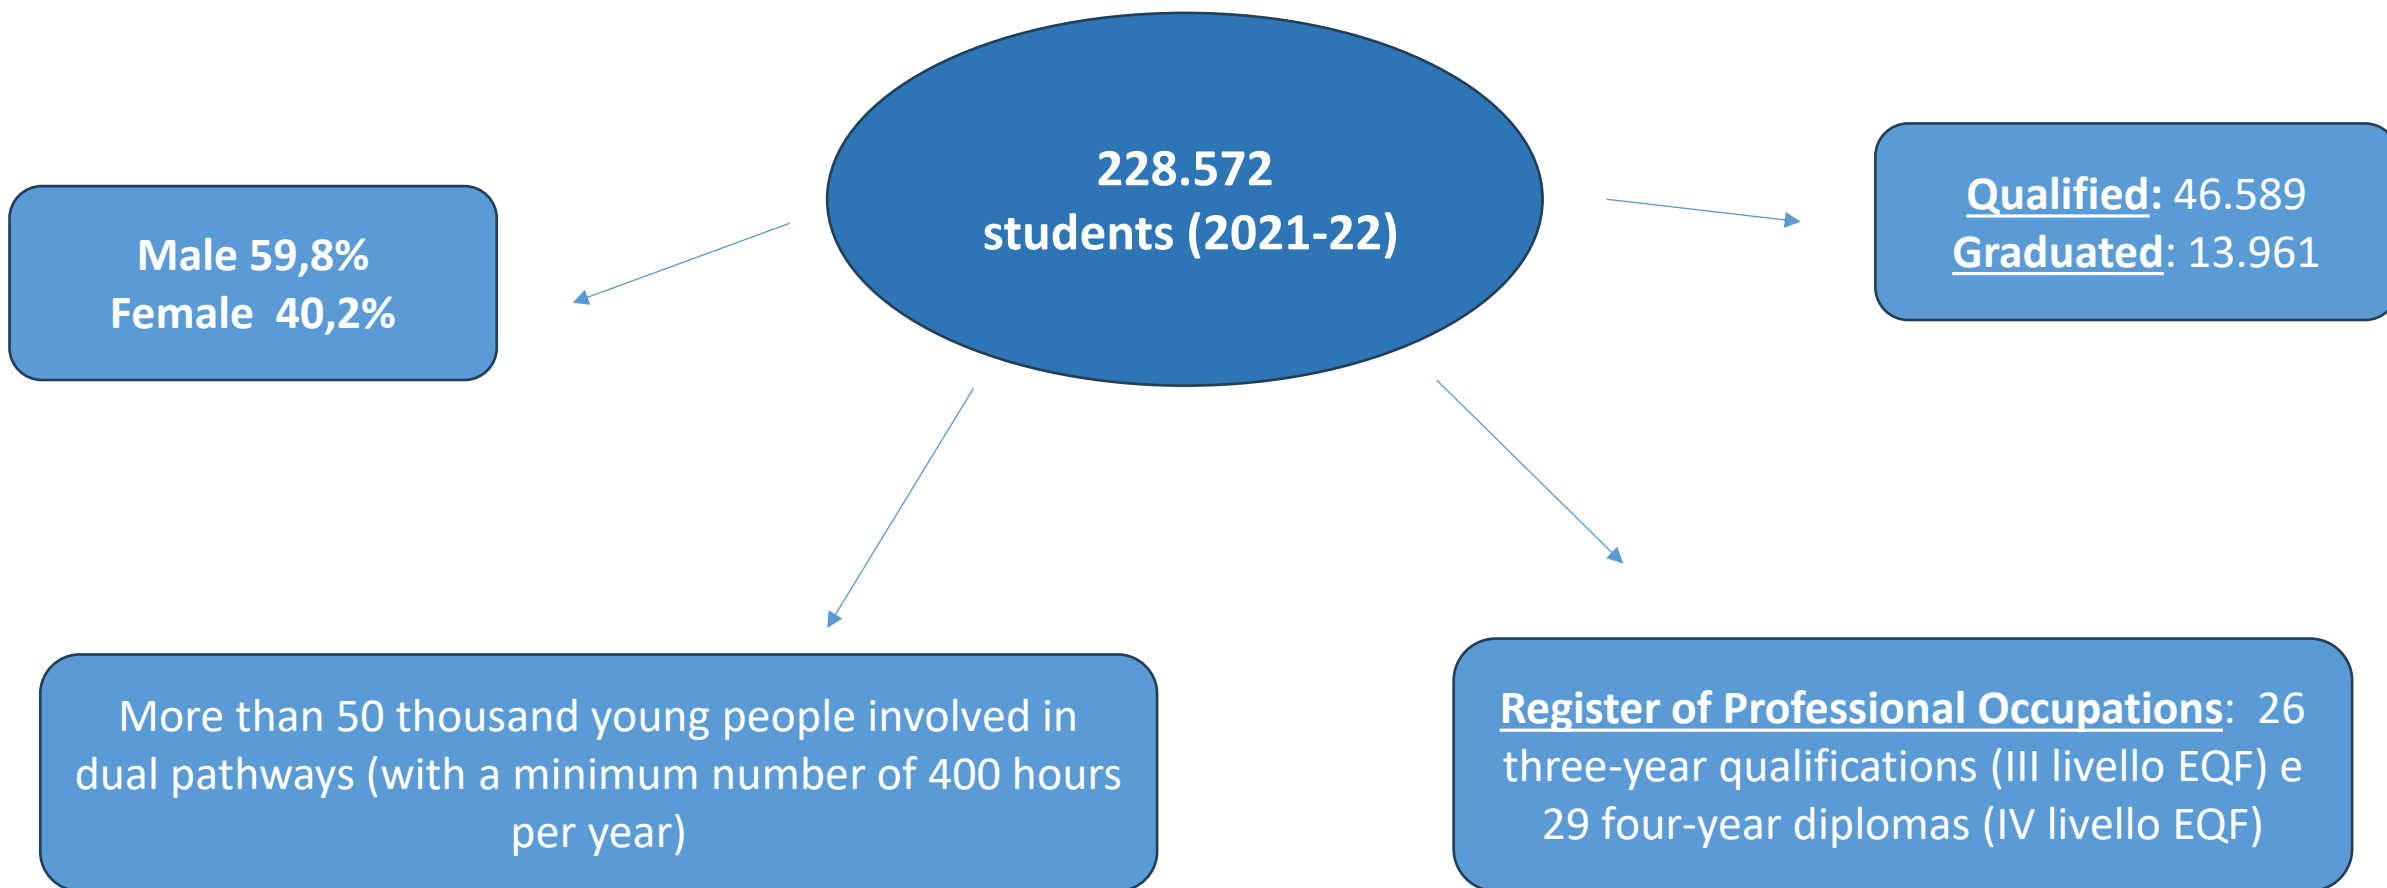 228.572
students (2021-22)
Male 59,8%
Female 40,2%
Qualified: 46.589
Graduated: 13.961
More than 50 thousand young people involved in
dual pathways (with a minimum number of 400 hours
per year)
Register of Professional Occupations: 26
three-year qualifications (III livello EQF) e
29 four-year diplomas (IV livello EQF)